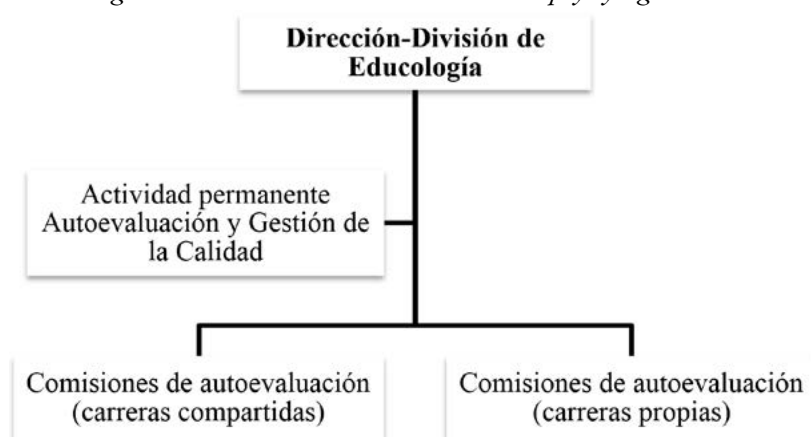 Dirección-División de
Educología
Actividad permanente
Autoevaluación y Gestión de
la Calidad
Comisiones de autoevaluación
(carreras compartidas)
Comisiones de autoevaluación
(carreras propias)